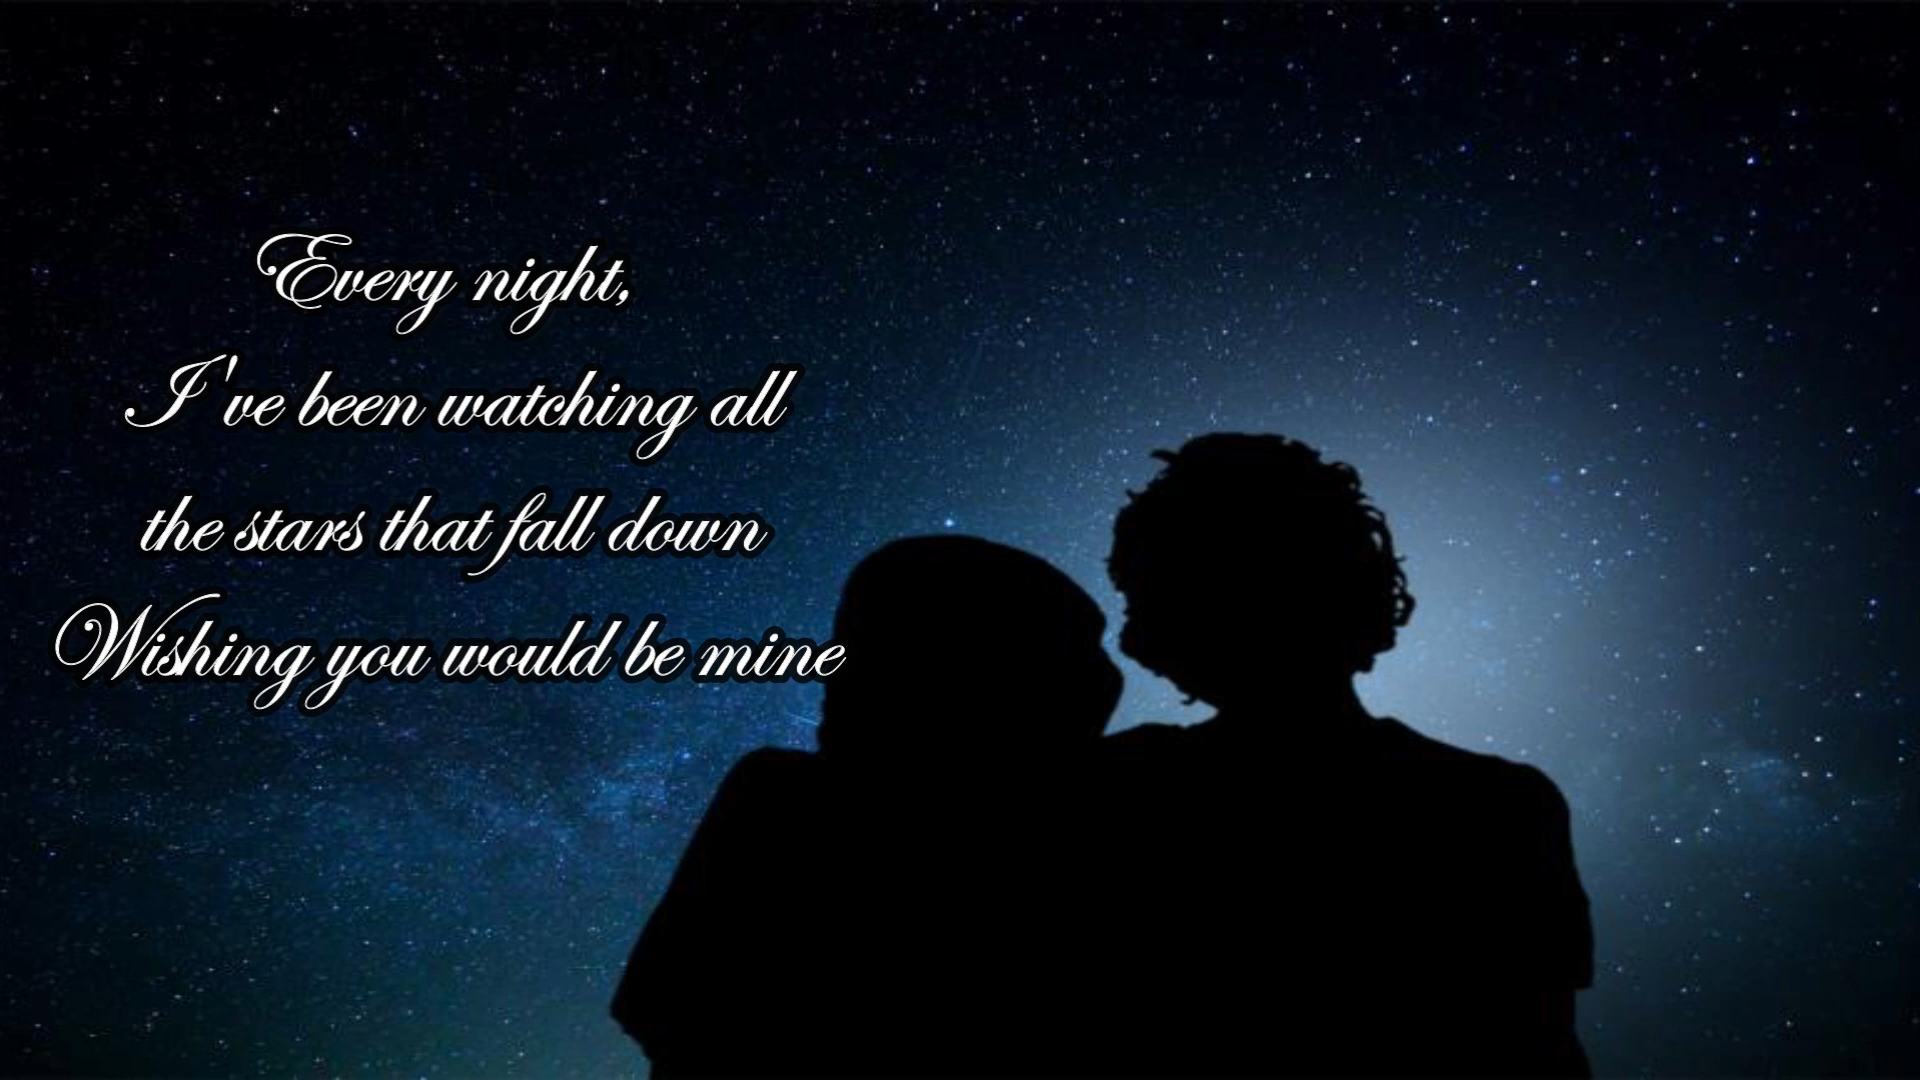 Every night,
I've been watching all
the stars that fall down
Wishing you would be mine